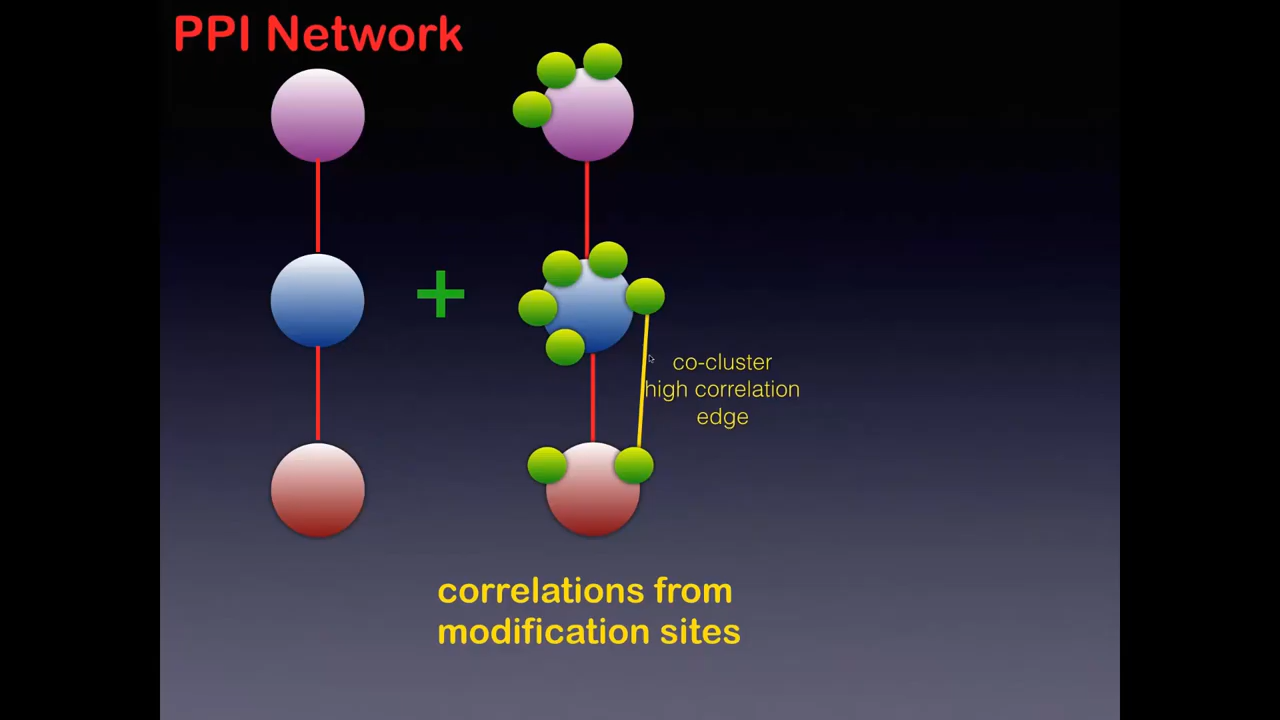 PPI Network
+
co-cluster
high correlation
edge
correlations from
modification sites